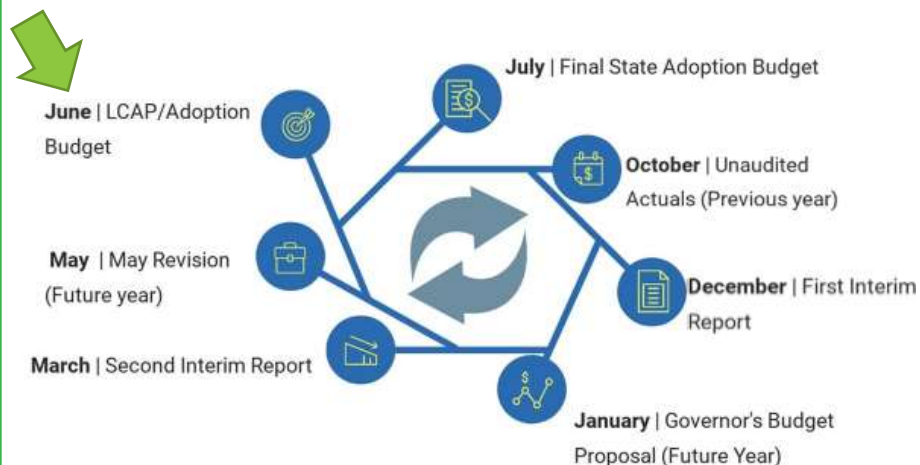 July | Final State Adoption Budget
June | LCAP/Adoption
Budget
October | Unaudited
Actuals (Previous year)
May | May Revision
(Future year)
December | First Interim
Report
March | Second Interim Report
January | Governor's Budget
Proposal (Future Year)